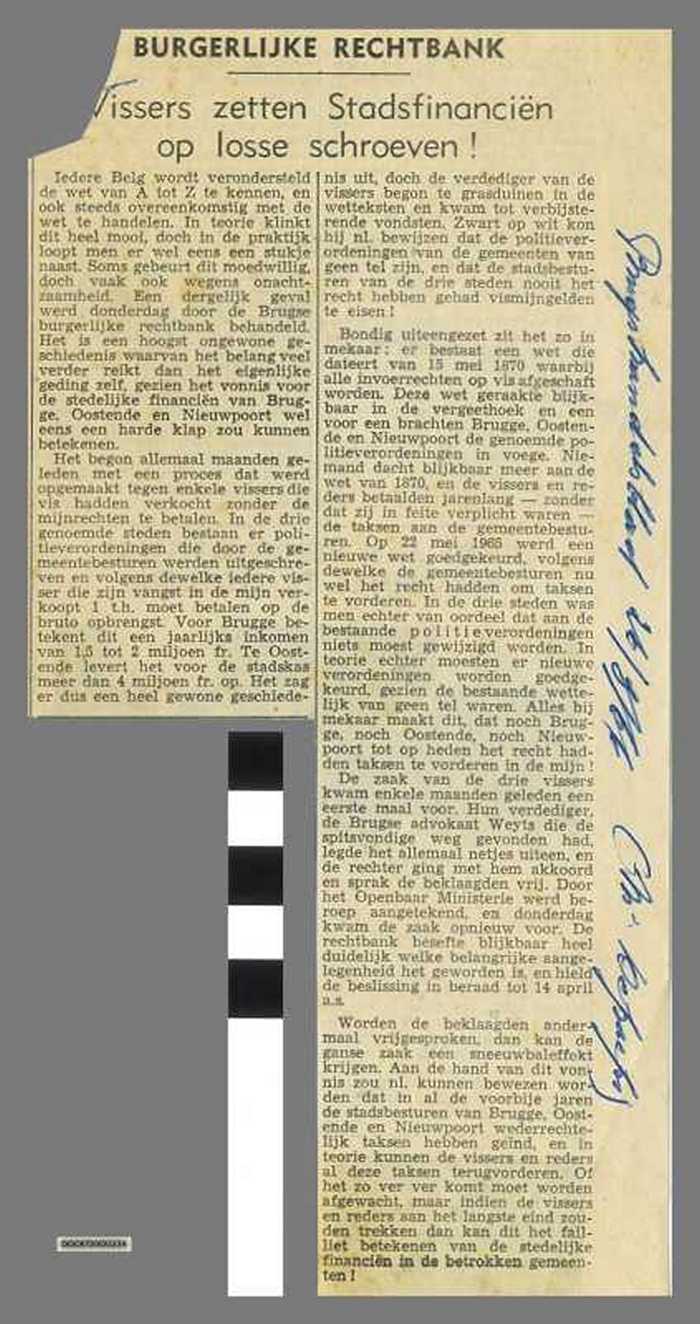 BURGERLIJKE RECHTBANK
Vissers zetten Stadsfinanciën
op losse schroeven !
Iedere Belg wordt verondersteld
de wet van A tot Z te kennen, en
ook steeds overeenkomstig met de
wet te handelen. In teorie klinkt
dit heel mooi, doch in de praktijk
loopt men er wel eens een stukje
naast. Soms gebeurt dit moedwillig,
doch vaak ook wegens onacht-
zaamheid. Een dergelijk geval
werd donderdag door de Brugse
burgerlijke rechtbank behandeld.
Het is een hoogst ongewone ge-
schiedenis waarvan het belang veel
verder reikt dan het eigenlijke
geding zelf, gezien het vonnis voor
de stedelijke financiën van Brug-
ge, Oostende en Nieuwpoort wel
eens een harde klap zou kunnen
betekenen.
Het begon allemaal maanden ge-
leden met een proces dat werd
opgemaakt tegen enkele vissers die
vis hadden verkocht zonder de
mijnrechten te betalen. In de drie
genoemde steden bestaan er poli-
tieverordeningen die door de ge-
meentebesturen werden uitgeschre-
ven en volgens dewelke iedere vis-
ser die zijn vangst in de mijn ver-
koopt 1 t.h. moet betalen op de
bruto opbrengst. Voor Brugge be-
tekent dit een jaarlijks inkomen
van 1,5 tot 2 miljoen fr. Te Oost-
ende levert het voor de stadskas
meer dan 4 miljoen fr. op. Het zag
er dus een heel gewone geschiede-
nis uit, doch de verdediger van de
vissers begon te grasduinen in de
wetteksten en kwam tot verbijste-
rende vondsten. Zwart op wit kon
hij nl. bewijzen dat de politiever-
ordeningen van de gemeenten van
geen tel zijn, en dat de stadsbestu-
ren van de drie steden nooit het
recht hebben gehad vismijngelden
te eisen !
Bondig uiteengezet zit het zo in
mekaar : er bestaat een wet die
dateert van 15 mei 1870 waarbij
alle invoerrechten op vis afgeschaft
worden. Deze wet geraakte blijk-
baar in de vergeethoek en een
voor een brachten Brugge, Oosten-
de en Nieuwpoort de genoemde po-
litieverordeningen in voege. Nie-
mand dacht blijkbaar meer aan de
wet van 1870, en de vissers en re-
ders betaalden jarenlang — zonder
dat zij in feite verplicht waren —
de taksen aan de gemeentebestu-
ren. Op 22 mei 1965 werd een
nieuwe wet goedgekeurd, volgens
dewelke de gemeentebesturen nu
wel het recht hadden om taksen
te vorderen. In de drie steden was
men echter van oordeel dat aan de
bestaande politieverordeningen
niets moest gewijzigd worden. In
teorie echter moesten er nieuwe
verordeningen worden goedge-
keurd, gezien de bestaande wette-
lijk van geen tel waren. Alles bij
mekaar maakt dit, dat noch Brug-
ge, noch Oostende, noch Nieuw-
poort tot op heden het recht had-
den taksen te vorderen in de mijn !
De zaak van de drie vissers
kwam enkele maanden geleden een
eerste maal voor. Hun verdediger,
de Brugse advokaat Weyts die de
spitsvondige weg gevonden had,
legde het allemaal netjes uiteen, en
de rechter ging met hem akkoord
en sprak de beklaagden vrij. Door
het Openbaar Ministerie werd be-
roep aangetekend, en donderdag
kwam de zaak opnieuw voor. De
rechtbank besefte blijkbaar heel
duidelijk welke belangrijke aange-
legenheid het geworden is, en hield
de beslissing in beraad tot 14 april
a.s.
Worden de beklaagden ander-
maal vrijgesproken, dan kan de
ganse zaak een sneeuwbaleffekt
krijgen. Aan de hand van dit von-
nis zou nl. kunnen bewezen wor-
den dat in al de voorbije jaren
de stadsbesturen van Brugge, Oost-
ende en Nieuwpoort wederrechte-
lijk taksen hebben geïnd, en in
teorie kunnen de vissers en reders
al deze taksen terugvorderen. Of
het zo ver ver komt moet worden
afgewacht, maar indien de vissers
en reders aan het langste eind zou-
den trekken dan kan dit het fail-
liet betekenen van de stedelijke
financiën in de betrokken gemeen-
ten !